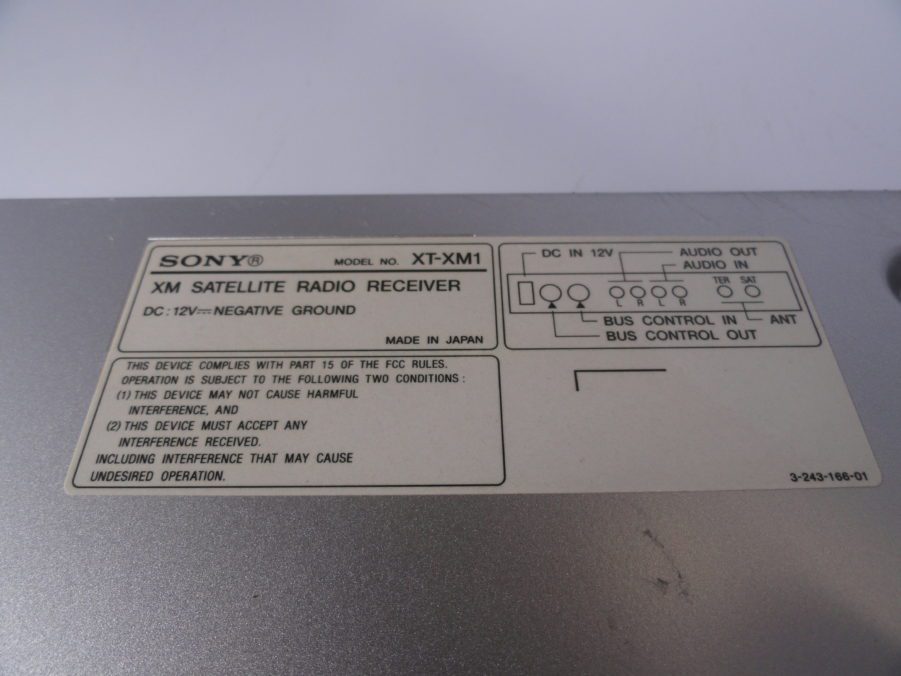 SONY® MODEL NO. XT-XM1
XM SATELLITE RADIO RECEIVER
DC : 12V⎓NEGATIVE GROUND
MADE IN JAPAN
THIS DEVICE COMPLIES WITH PART 15 OF THE FCC RULES.
OPERATION IS SUBJECT TO THE FOLLOWING TWO CONDITIONS :
(1) THIS DEVICE MAY NOT CAUSE HARMFUL
INTERFERENCE, AND
(2) THIS DEVICE MUST ACCEPT ANY
INTERFERENCE RECEIVED.
INCLUDING INTERFERENCE THAT MAY CAUSE
UNDESIRED OPERATION.
DC IN 12V AUDIO OUT
AUDIO IN
TER SAT
L R L R
BUS CONTROL IN ANT
BUS CONTROL OUT
3-243-166-01